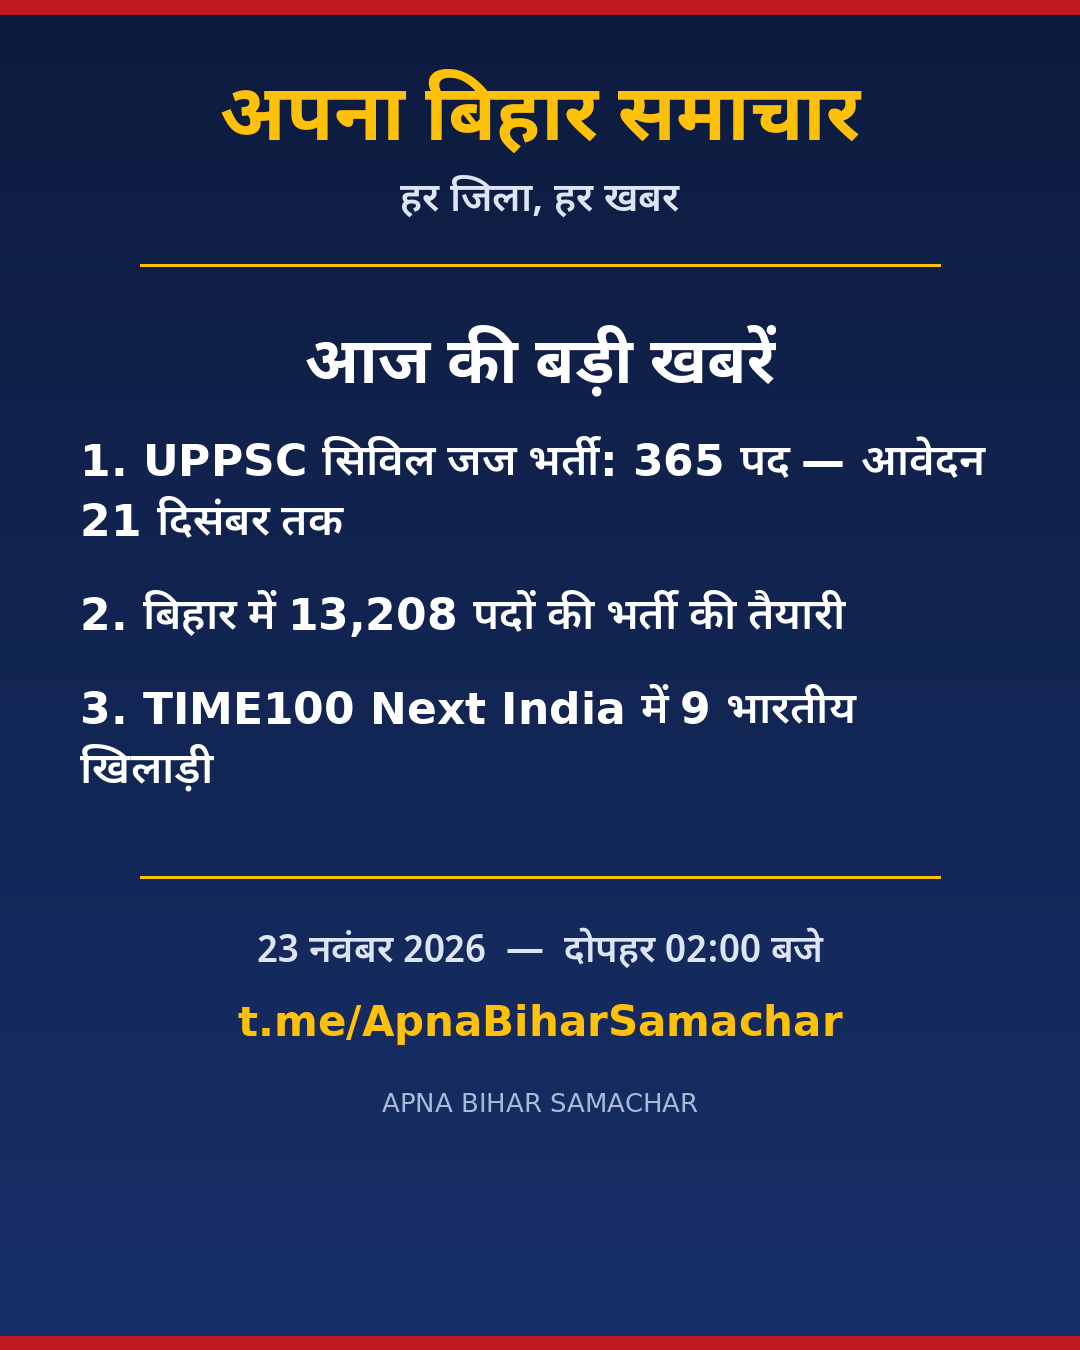 अपना बिहार समाचार
हर जिला, हर खबर
आज की बड़ी खबरें
1. UPPSC सिविल जज भर्ती: 365 पद — आवेदन
21 दिसंबर तक
2. बिहार में 13,208 पदों की भर्ती की तैयारी
3. TIME100 Next India में 9 भारतीय
खिलाड़ी
23 नवंबर 2026 — दोपहर 02:00 बजे
t.me/ApnaBiharSamachar
APNA BIHAR SAMACHAR